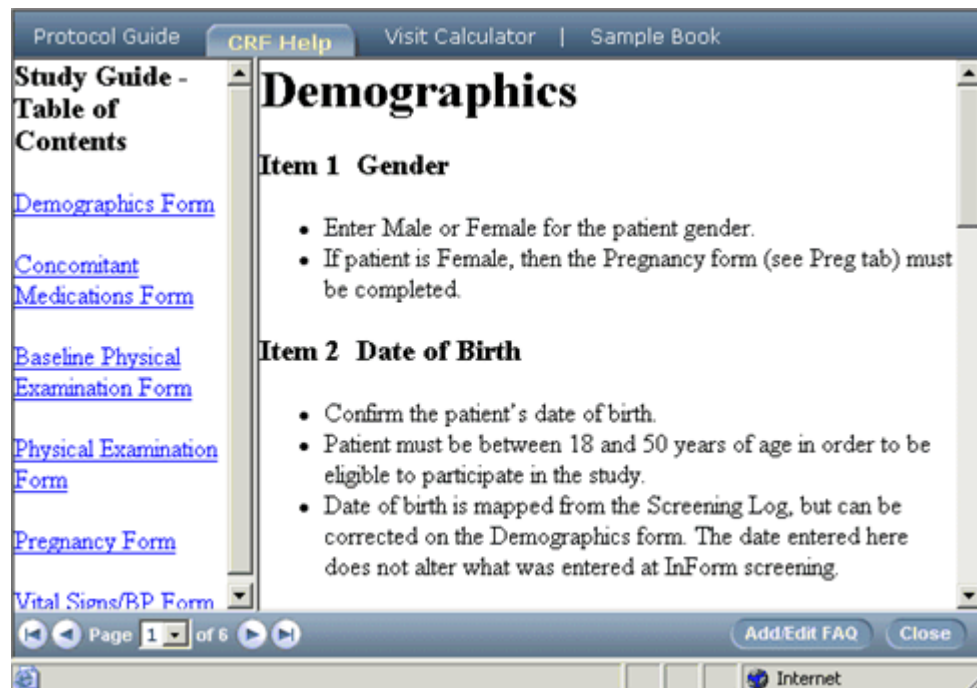 Protocol Guide
CRF Help
Visit Calculator | Sample Book
Study Guide -
Table of
Contents
Demographics Form
Concomitant
Medications Form
Baseline Physical
Examination Form
Physical Examination
Form
Pregnancy Form
Vital Signs/BP Form
Demographics
Item 1 Gender
• Enter Male or Female for the patient gender.
• If patient is Female, then the Pregnancy form (see Preg tab) must
be completed.
Item 2 Date of Birth
• Confirm the patient's date of birth.
• Patient must be between 18 and 50 years of age in order to be
eligible to participate in the study.
• Date of birth is mapped from the Screening Log, but can be
corrected on the Demographics form. The date entered here
does not alter what was entered at InForm screening.
Page 1 of 6
Add/Edit FAQ
Close
Internet